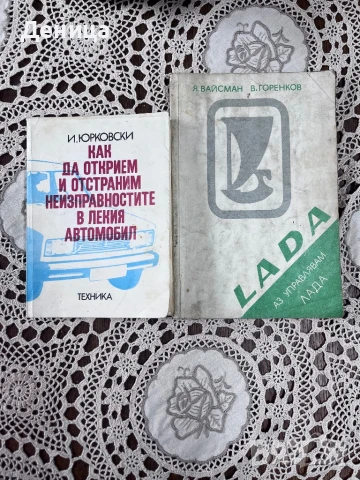 Деница
И. ЮРКОВСКИ
КАК
ДА ОТКРИЕМ
И ОТСТРАНИМ
НЕИЗПРАВНОСТИТЕ
В ЛЕКИЯ
АВТОМОБИЛ
ТЕХНИКА
Я. ВАЙСМАН В. ГОРЕНКОВ
LADA
АЗ УПРАВЛЯВАМ
ЛАДА